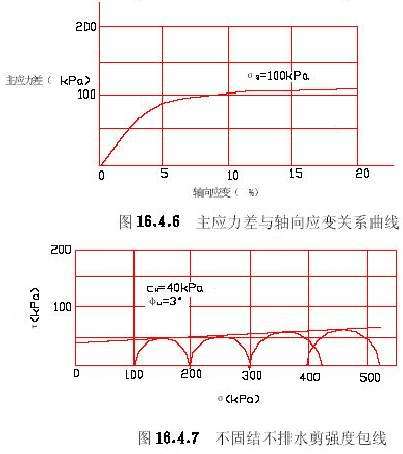 200
主应力差( kPa)
100
σ₃=100kPa
0 5 10 15 20
轴向应变( %)
图 16.4.6 主应力差与轴向应变关系曲线
200
τ(kPa)
100
cᵤ=40kPa
Φᵤ=3°
0 100 200 300 400 500
σ(kPa)
图 16.4.7 不固结不排水剪强度包线